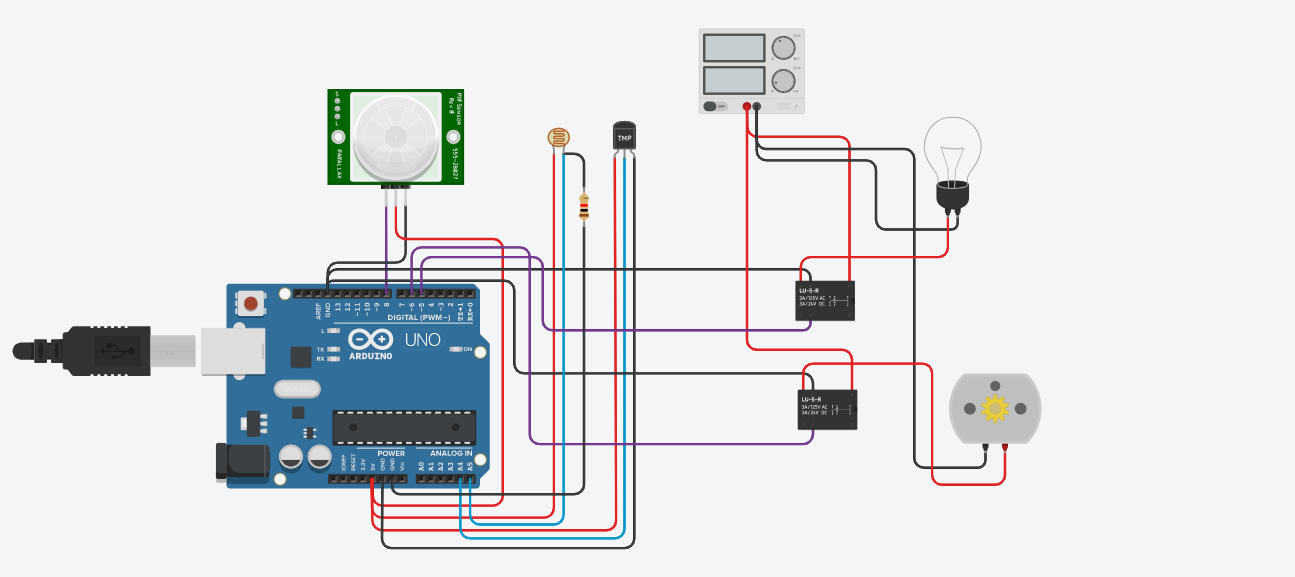 OFF
PIR SENSOR
Rev B
PARALLAX
555-28027
TMP
LU-5-R
3A/125V AC
3A/24V DC
AREF
GND
13
12
~11
~10
~9
8
7
~6
~5
4
~3
2
TX→1
RX←0
DIGITAL (PWM~)
L
TX
RX
UNO
ARDUINO
ON
LU-5-R
3A/125V AC
3A/24V DC
POWER
ANALOG IN
IOREF
RESET
3.3V
5V
GND
GND
Vin
A0
A1
A2
A3
A4
A5